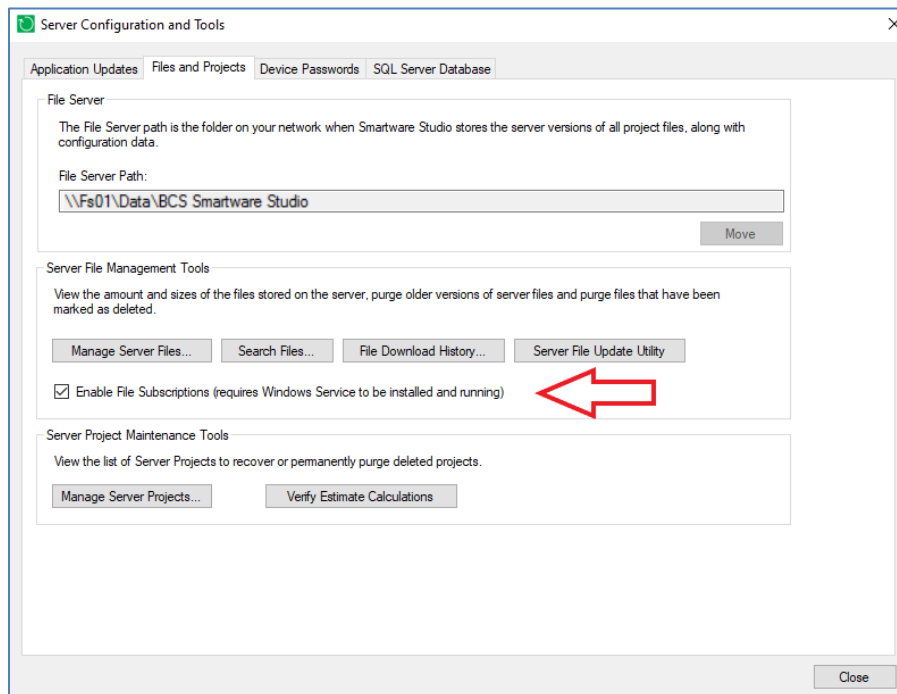 Server Configuration and Tools
Application Updates Files and Projects Device Passwords SQL Server Database
File Server
The File Server path is the folder on your network when Smartware Studio stores the server versions of all project files, along with
configuration data.
File Server Path:
\\Fs01\Data\BCS Smartware Studio
Move
Server File Management Tools
View the amount and sizes of the files stored on the server, purge older versions of server files and purge files that have been
marked as deleted.
Manage Server Files... Search Files... File Download History... Server File Update Utility
Enable File Subscriptions (requires Windows Service to be installed and running)
Server Project Maintenance Tools
View the list of Server Projects to recover or permanently purge deleted projects.
Manage Server Projects... Verify Estimate Calculations
Close